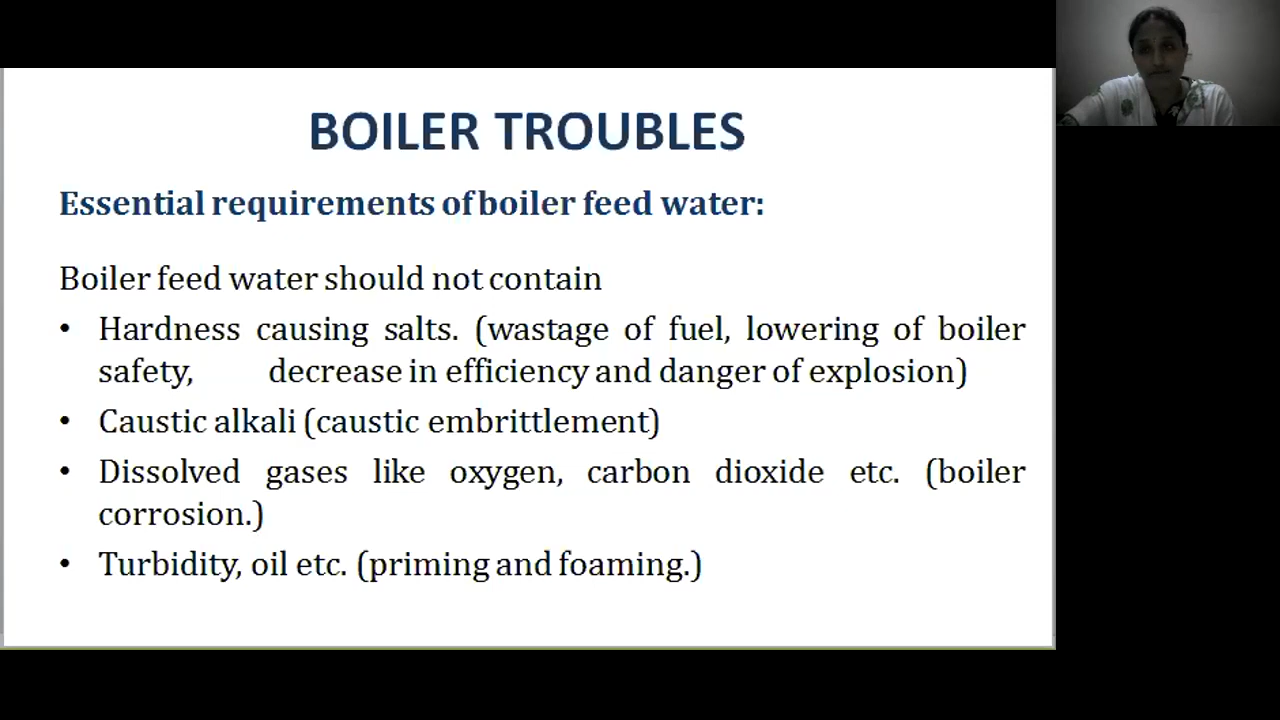 BOILER TROUBLES
Essential requirements of boiler feed water:
Boiler feed water should not contain
• Hardness causing salts. (wastage of fuel, lowering of boiler
safety, decrease in efficiency and danger of explosion)
• Caustic alkali (caustic embrittlement)
• Dissolved gases like oxygen, carbon dioxide etc. (boiler
corrosion.)
• Turbidity, oil etc. (priming and foaming.)